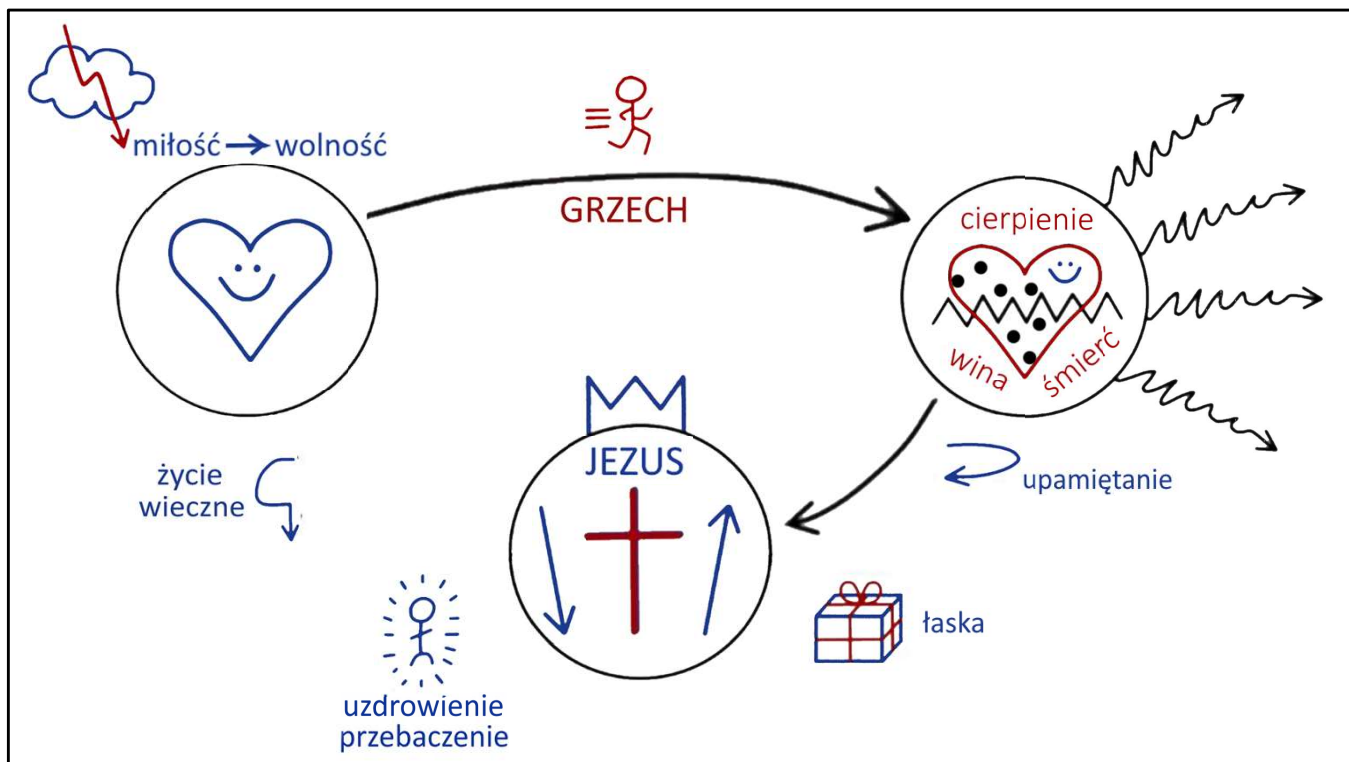 miłość → wolność
GRZECH
cierpienie
wina
śmierć
JEZUS
życie
wieczne
upamiętanie
łaska
uzdrowienie
przebaczenie